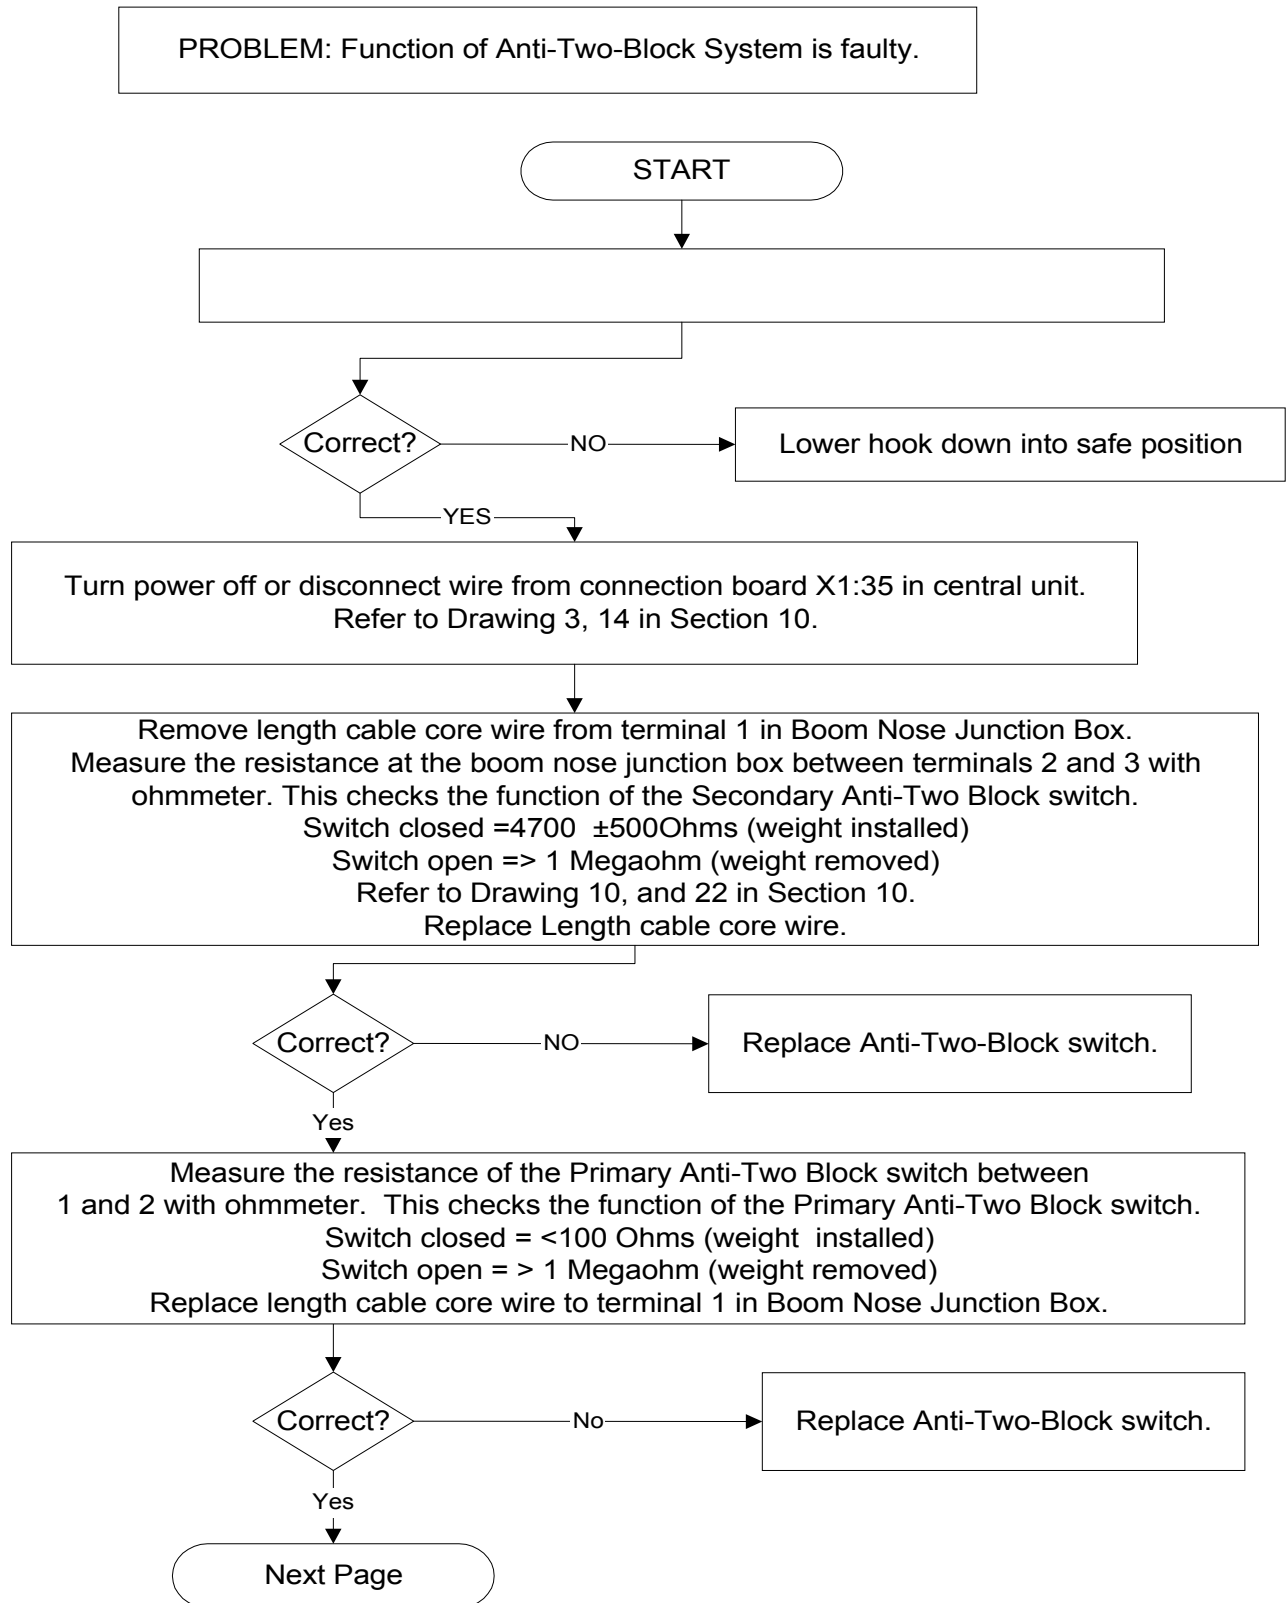 PROBLEM: Function of Anti-Two-Block System is faulty.
START
Correct?
NO
Lower hook down into safe position
YES
Turn power off or disconnect wire from connection board X1:35 in central unit.
Refer to Drawing 3, 14 in Section 10.
Remove length cable core wire from terminal 1 in Boom Nose Junction Box.
Measure the resistance at the boom nose junction box between terminals 2 and 3 with
ohmmeter. This checks the function of the Secondary Anti-Two Block switch.
Switch closed =4700  ±500Ohms (weight installed)
Switch open => 1 Megaohm (weight removed)
Refer to Drawing 10, and 22 in Section 10.
Replace Length cable core wire.
Correct?
NO
Replace Anti-Two-Block switch.
Yes
Measure the resistance of the Primary Anti-Two Block switch between
1 and 2 with ohmmeter.  This checks the function of the Primary Anti-Two Block switch.
Switch closed = <100 Ohms (weight  installed)
Switch open = > 1 Megaohm (weight removed)
Replace length cable core wire to terminal 1 in Boom Nose Junction Box.
Correct?
No
Replace Anti-Two-Block switch.
Yes
Next Page